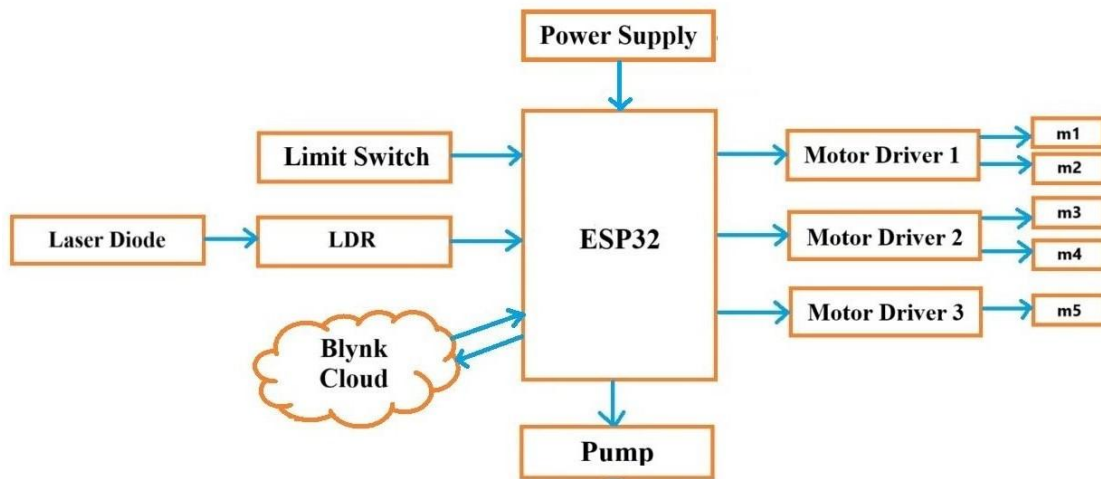 Power Supply
Limit Switch
Motor Driver 1
m1
m2
Laser Diode
LDR
ESP32
Motor Driver 2
m3
m4
Motor Driver 3
m5
Blynk
Cloud
Pump